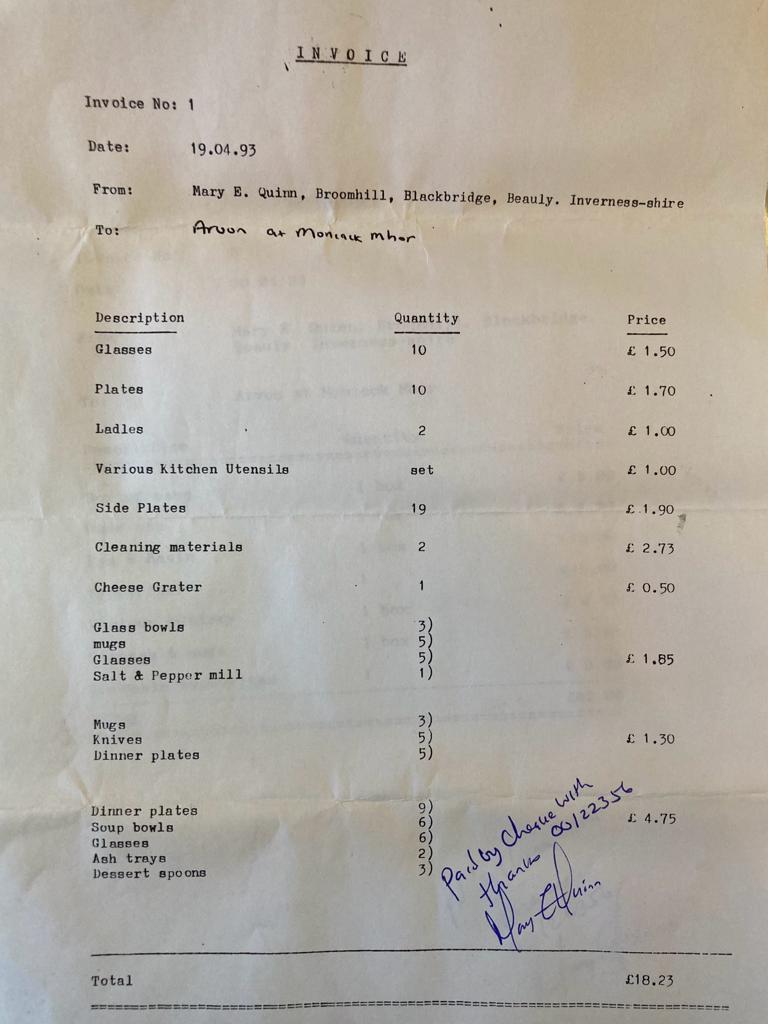 INVOICE
Invoice No: 1
Date: 19.04.93
From: Mary E. Quinn, Broomhill, Blackbridge, Beauly. Inverness-shire
To: Arvon at Moniack Mhor
Description Quantity Price
Glasses 10 £ 1.50
Plates 10 £ 1.70
Ladles 2 £ 1.00
Various Kitchen Utensils set £ 1.00
Side Plates 19 £ 1.90
Cleaning materials 2 £ 2.73
Cheese Grater 1 £ 0.50
Glass bowls 3)
mugs 5)
Glasses 5) £ 1.85
Salt & Pepper mill 1)
Mugs 3)
Knives 5) £ 1.30
Dinner plates 5)
Dinner plates 9)
Soup bowls 6) £ 4.75
Glasses 6)
Ash trays 2)
Dessert spoons 3)
Paid by Cheque with
thanks 00122356
Mary E Quinn
Total £18.23